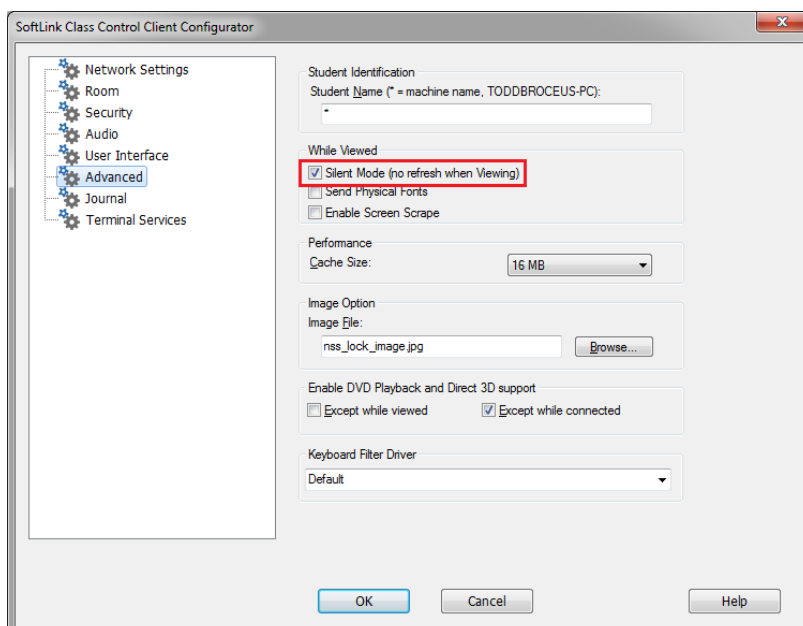 SoftLink Class Control Client Configurator
Network Settings
Room
Security
Audio
User Interface
Advanced
Journal
Terminal Services
Student Identification
Student Name (* = machine name, TODDBROCEUS-PC):
*
While Viewed
Silent Mode (no refresh when Viewing)
Send Physical Fonts
Enable Screen Scrape
Performance
Cache Size:
16 MB
Image Option
Image File:
nss_lock_image.jpg
Browse...
Enable DVD Playback and Direct 3D support
Except while viewed
Except while connected
Keyboard Filter Driver
Default
OK
Cancel
Help